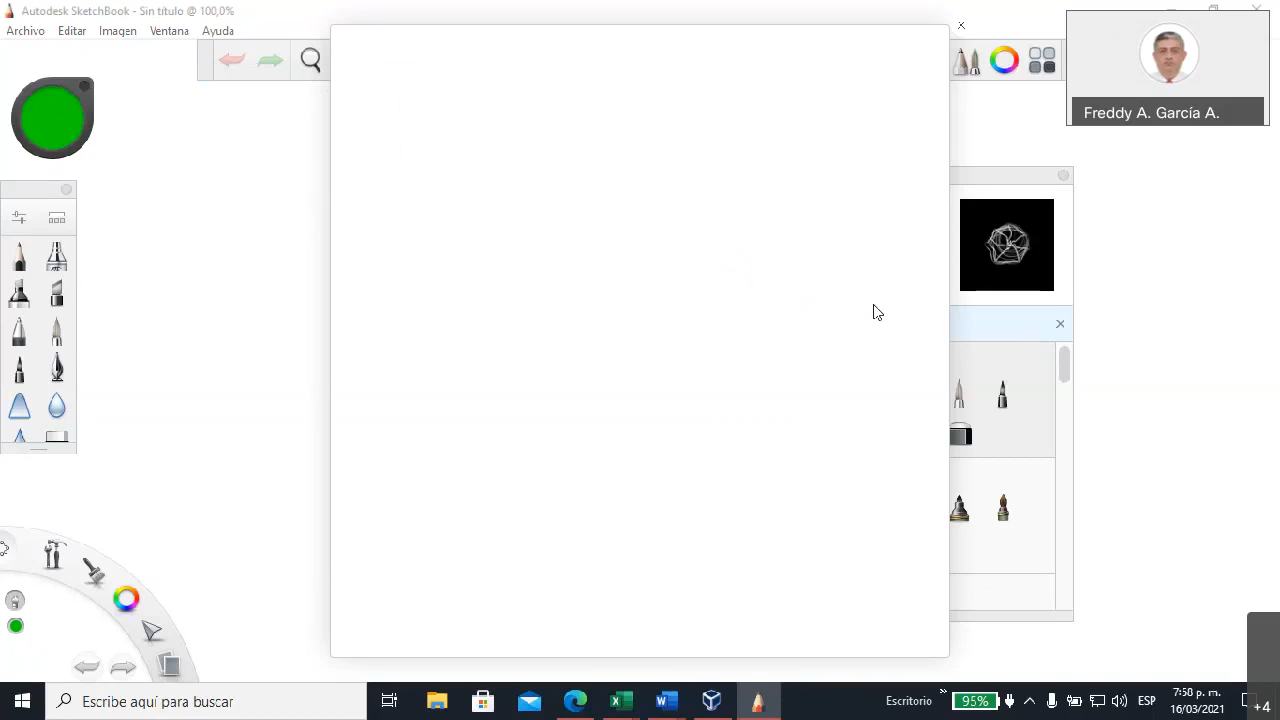 Autodesk SketchBook - Sin título @ 100,0%
Archivo Editar Imagen Ventana Ayuda
Freddy A. García A.
Escribe aquí para buscar
Escritorio
95%
ESP
7:58 p. m.
16/03/2021
+4